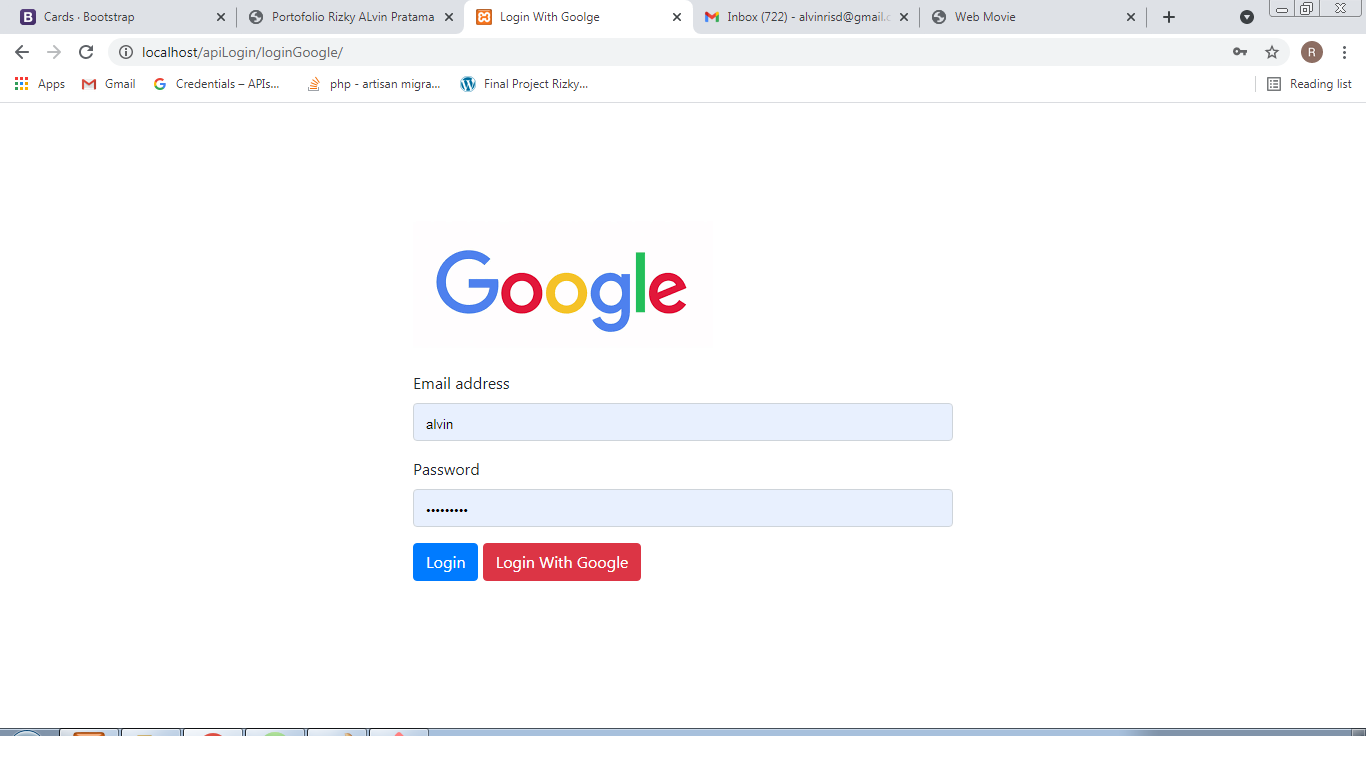 Cards · Bootstrap
Portofolio Rizky ALvin Pratama
Login With Goolge
Inbox (722) - alvinrisd@gmail.c
Web Movie
localhost/apiLogin/loginGoogle/
R
Apps
Gmail
Credentials – APIs...
php - artisan migra...
Final Project Rizky...
Reading list
Google
Email address
alvin
Password
•••••••••
Login
Login With Google